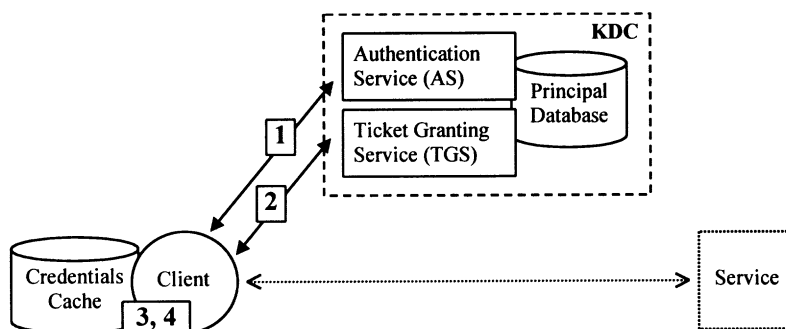 KDC
Authentication
Service (AS)
Principal
Database
Ticket Granting
Service (TGS)
1
2
Credentials
Cache
Client
3, 4
Service